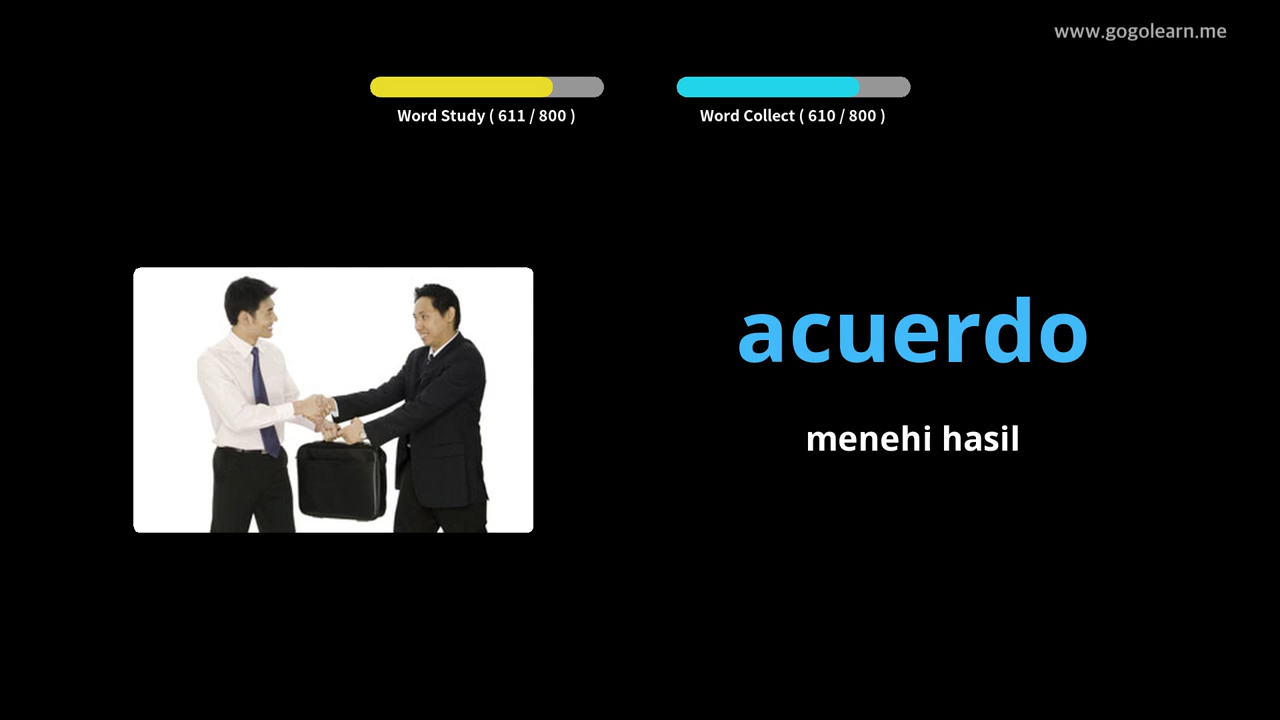 www.gogolearn.me
Word Study ( 611 / 800 )
Word Collect ( 610 / 800 )
acuerdo
menehi hasil